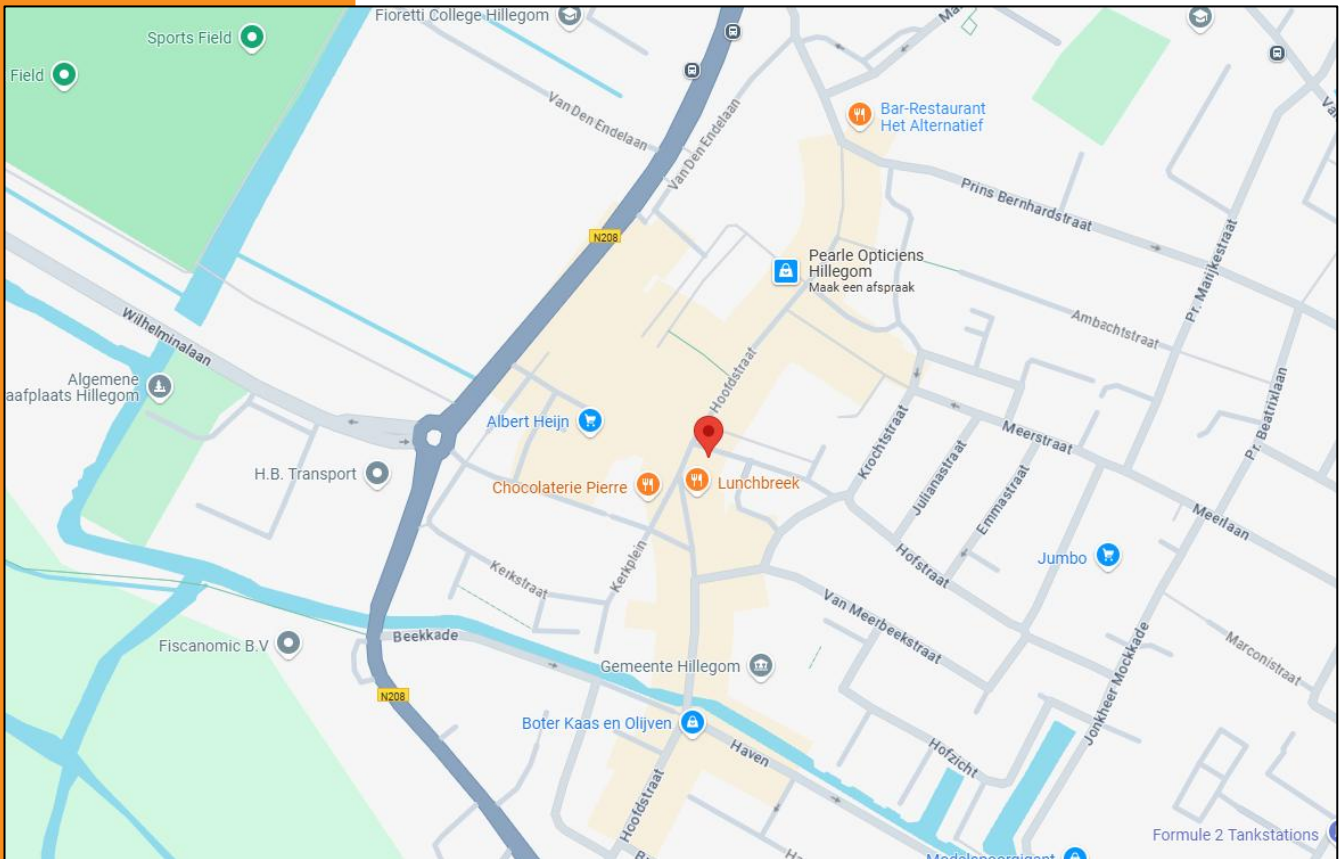 Fioretti College Hillegom
Sports Field
Field
Bar-Restaurant
Het Alternatief
Van Den Endelaan
Van Den Endelaan
Prins Bernhardstraat
N208
Pearle Opticiens
Hillegom
Maak een afspraak
Pr. Marijkestraat
Ambachtstraat
Wilhelminalaan
Hoofdstraat
Algemene
aafplaats Hillegom
Albert Heijn
Krochtstraat
Meerstraat
Pr. Beatrixlaan
Julianastraat
H.B. Transport
Chocolaterie Pierre
Lunchbreek
Emmastraat
Meerlaan
Kerkplein
Kerkstraat
Hofstraat
Jumbo
Van Meerbeekstraat
Beekkade
Fiscanomic B.V
Gemeente Hillegom
Marconistraat
Jonkheer Mockkade
N208
Boter Kaas en Olijven
Haven
Hofzicht
Hoofdstraat
Formule 2 Tankstations